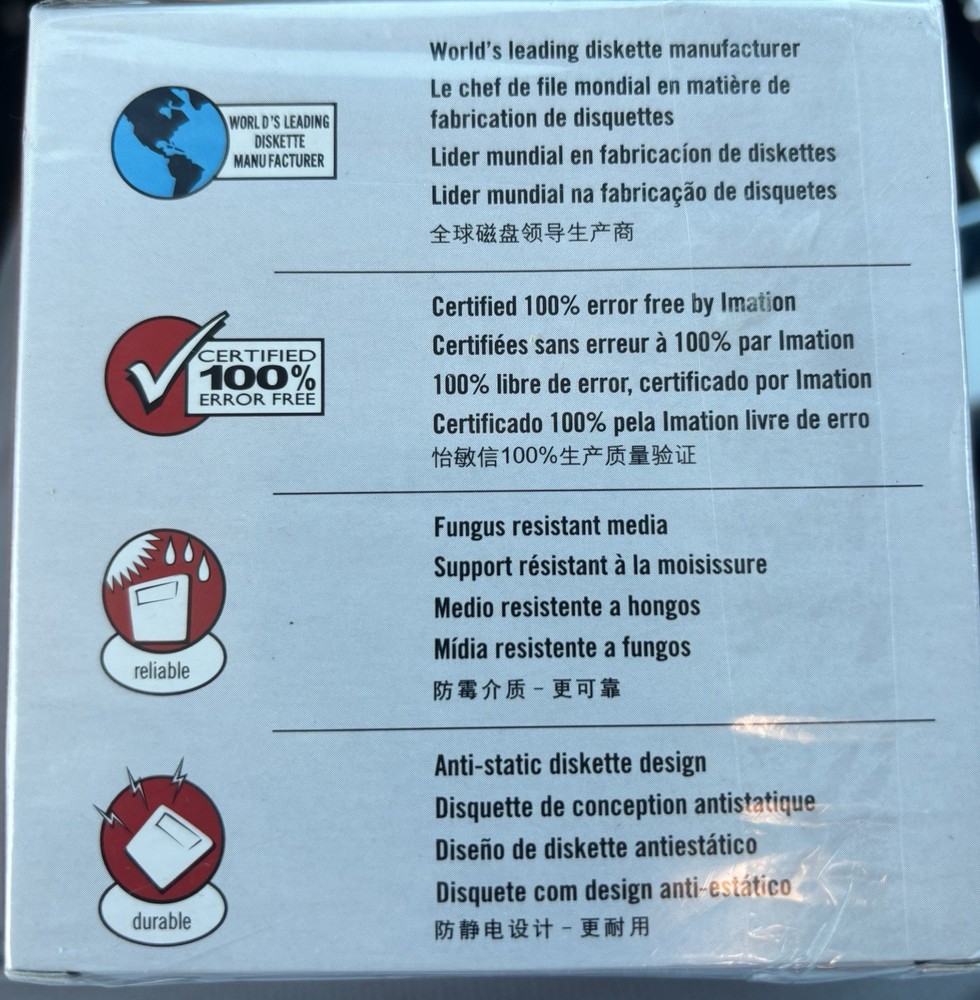 WORLD'S LEADING
DISKETTE
MANUFACTURER
World's leading diskette manufacturer
Le chef de file mondial en matière de
fabrication de disquettes
Lider mundial en fabricacíon de diskettes
Lider mundial na fabricação de disquetes
全球磁盘领导生产商
CERTIFIED
100%
ERROR FREE
Certified 100% error free by Imation
Certifiées sans erreur à 100% par Imation
100% libre de error, certificado por Imation
Certificado 100% pela Imation livre de erro
怡敏信100%生产质量验证
reliable
Fungus resistant media
Support résistant à la moisissure
Medio resistente a hongos
Mídia resistente a fungos
防霉介质 - 更可靠
durable
Anti-static diskette design
Disquette de conception antistatique
Diseño de diskette antiestático
Disquete com design anti-estático
防静电设计 - 更耐用